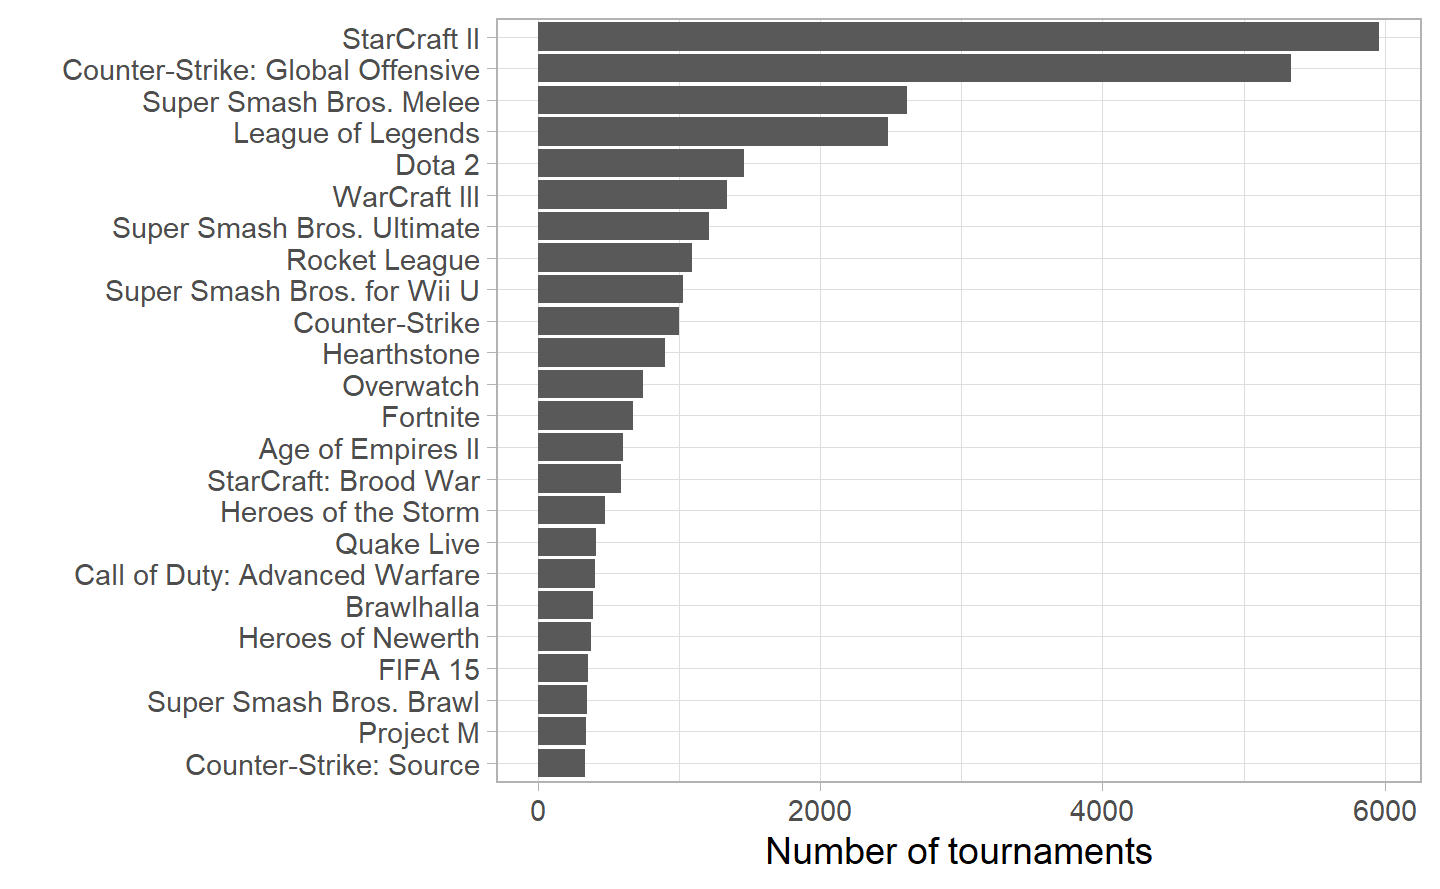 StarCraft II
Counter-Strike: Global Offensive
Super Smash Bros. Melee
League of Legends
Dota 2
WarCraft III
Super Smash Bros. Ultimate
Rocket League
Super Smash Bros. for Wii U
Counter-Strike
Hearthstone
Overwatch
Fortnite
Age of Empires II
StarCraft: Brood War
Heroes of the Storm
Quake Live
Call of Duty: Advanced Warfare
Brawlhalla
Heroes of Newerth
FIFA 15
Super Smash Bros. Brawl
Project M
Counter-Strike: Source
0 2000 4000 6000
Number of tournaments